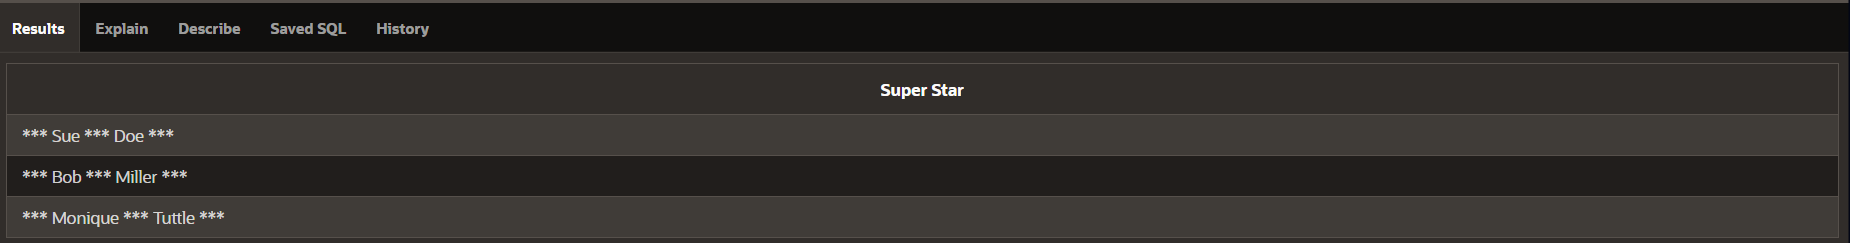 Results Explain Describe Saved SQL History
Super Star
*** Sue *** Doe ***
*** Bob *** Miller ***
*** Monique *** Tuttle ***